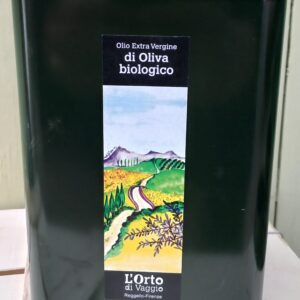 Olio Extra Vergine
di Oliva
biologico
L'Orto
di Vaggio
Reggello-Firenze